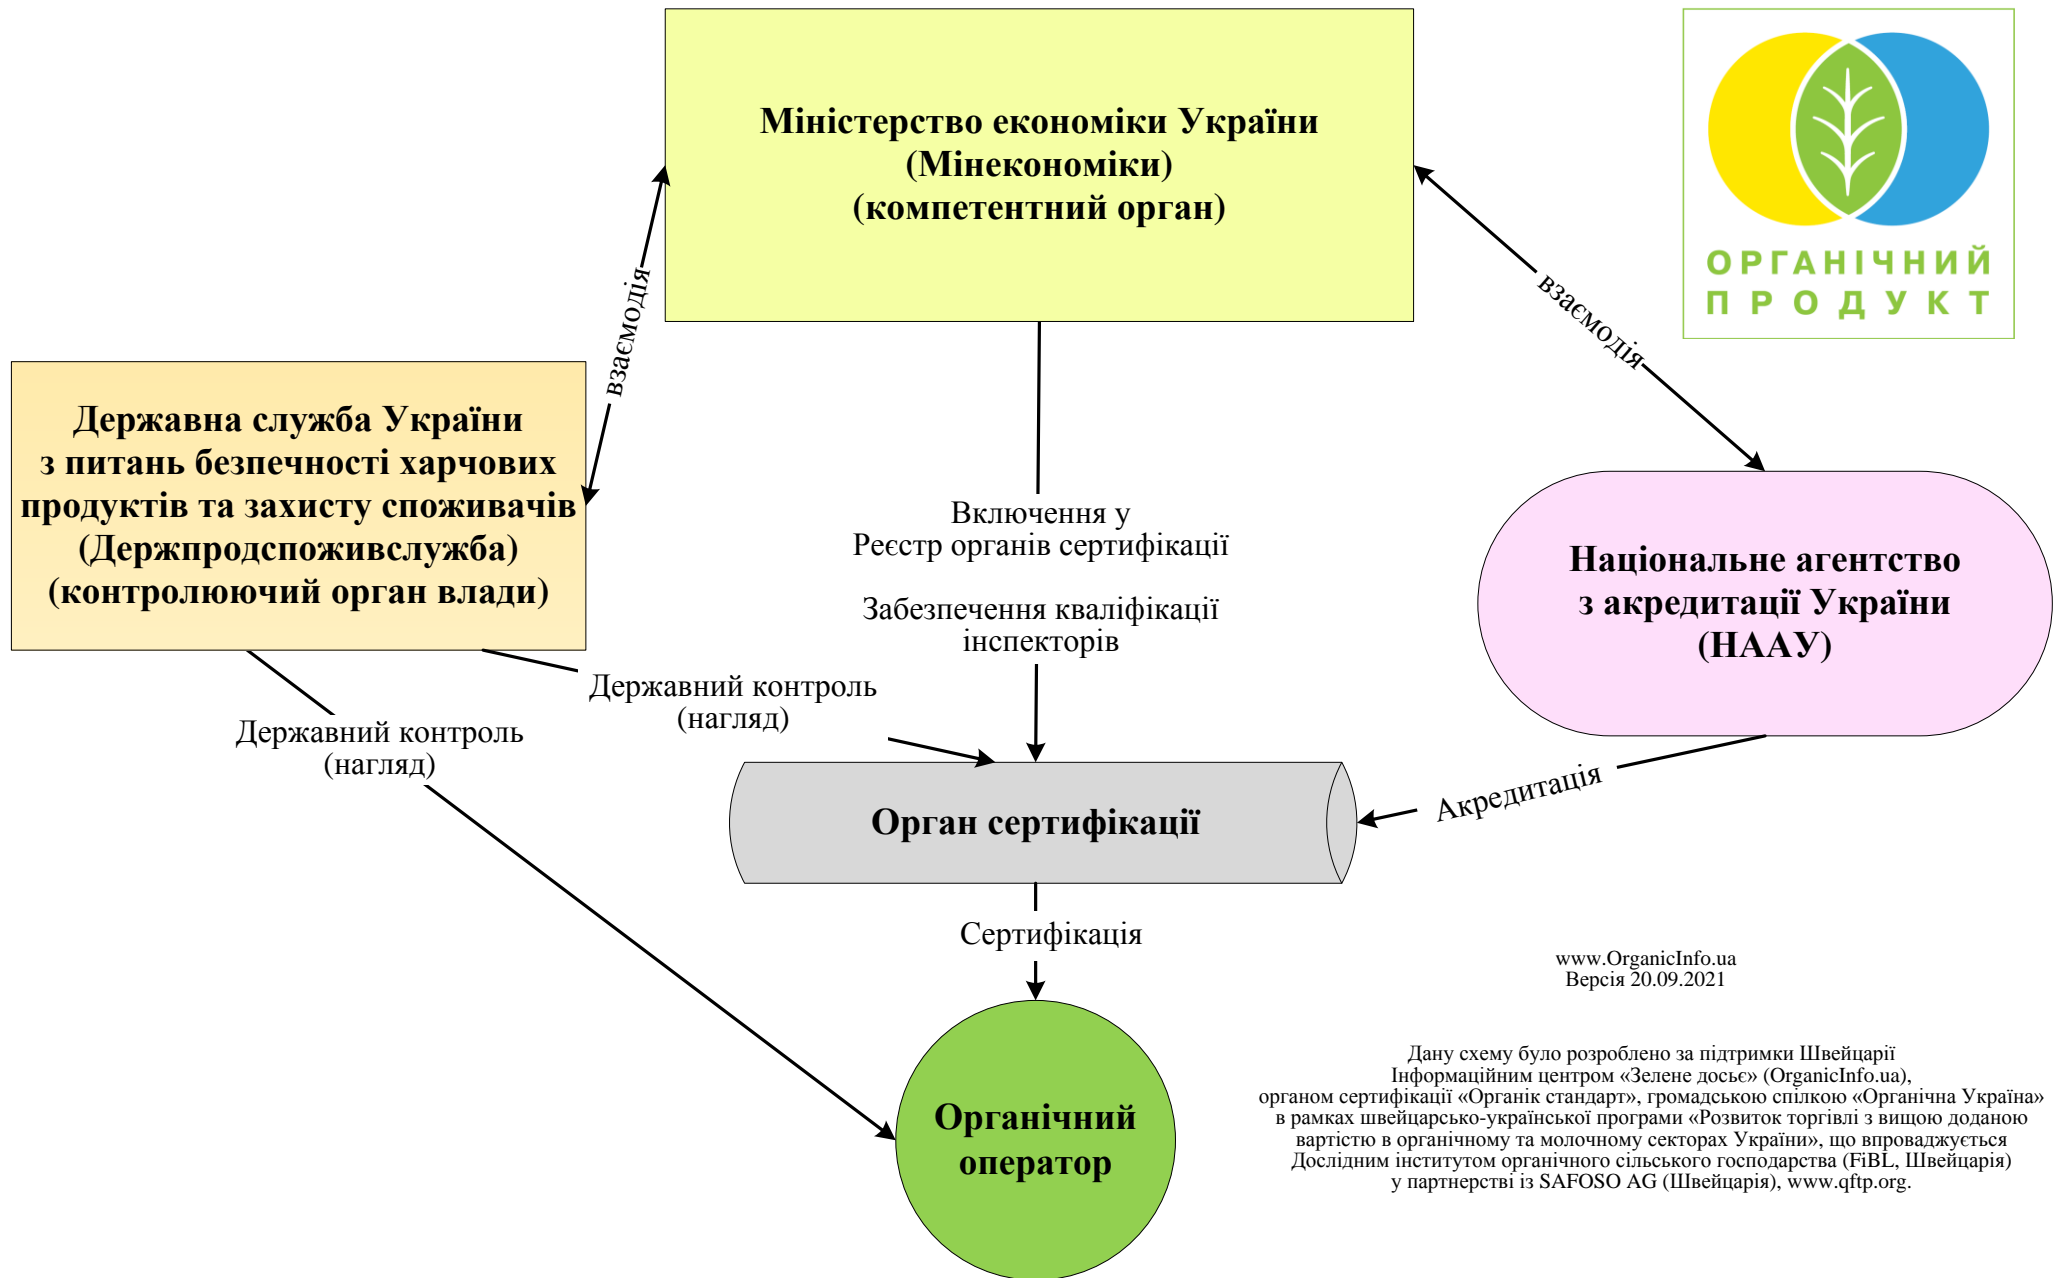 Міністерство економіки України
(Мінекономіки)
(компетентний орган)
ОРГАНІЧНИЙ
ПРОДУКТ
взаємодія
взаємодія
Державна служба України
з питань безпечності харчових
продуктів та захисту споживачів
(Держпродспоживслужба)
(контролюючий орган влади)
Включення у
Реєстр органів сертифікації
Забезпечення кваліфікації
інспекторів
Національне агентство
з акредитації України
(НААУ)
Державний контроль
(нагляд)
Державний контроль
(нагляд)
Акредитація
Орган сертифікації
Сертифікація
www.OrganicInfo.ua
Версія 20.09.2021
Органічний
оператор
Дану схему було розроблено за підтримки Швейцарії
Інформаційним центром «Зелене досьє» (OrganicInfo.ua),
органом сертифікації «Органік стандарт», громадською спілкою «Органічна Україна»
в рамках швейцарсько-української програми «Розвиток торгівлі з вищою доданою
вартістю в органічному та молочному секторах України», що впроваджується
Дослідним інститутом органічного сільського господарства (FiBL, Швейцарія)
у партнерстві із SAFOSO AG (Швейцарія), www.qftp.org.